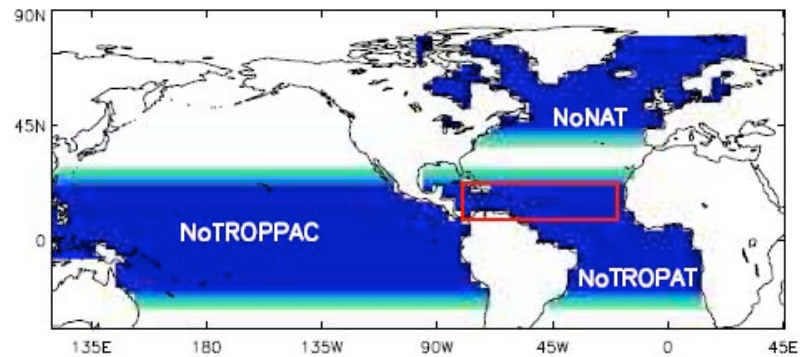 90N
45N
0
NoNAT
NoTROPPAC
NoTROPAT
135E 180 135W 90W 45W 0 45E